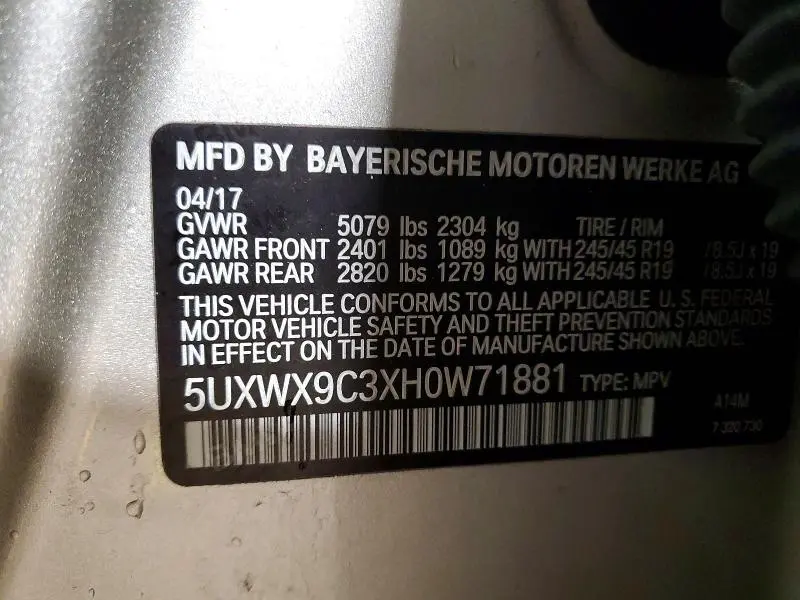 MFD BY BAYERISCHE MOTOREN WERKE AG
04/17
GVWR 5079 lbs 2304 kg TIRE / RIM
GAWR FRONT 2401 lbs 1089 kg WITH 245/45 R19 /8.5J x 19
GAWR REAR 2820 lbs 1279 kg WITH 245/45 R19 /8.5J x 19
THIS VEHICLE CONFORMS TO ALL APPLICABLE U.S. FEDERAL
MOTOR VEHICLE SAFETY AND THEFT PREVENTION STANDARDS
IN EFFECT ON THE DATE OF MANUFACTURE SHOWN ABOVE.
5UXWX9C3XH0W71881 TYPE: MPV
A14M
7 320 730